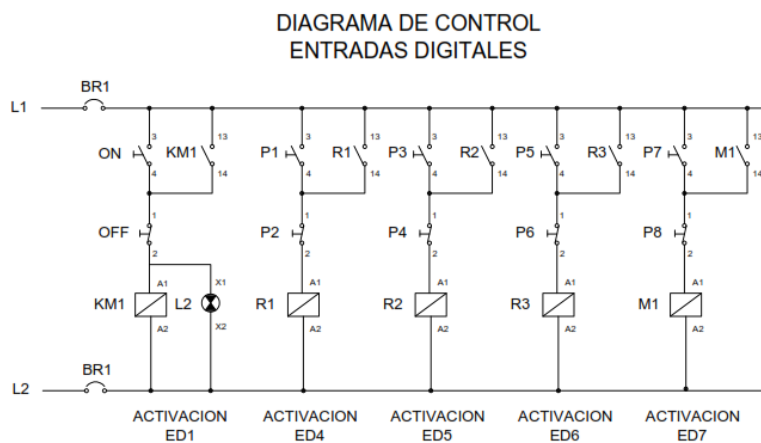 DIAGRAMA DE CONTROL
ENTRADAS DIGITALES
BR1
L1
3 13 3 13 3 13 3 13 3 13
ON KM1 P1 R1 P3 R2 P5 R3 P7 M1
4 14 4 14 4 14 4 14 4 14
1 1 1 1 1
OFF P2 P4 P6 P8
2 2 2 2 2
A1 X1 A1 A1 A1 A1
KM1 L2 R1 R2 R3 M1
A2 X2 A2 A2 A2 A2
BR1
L2
ACTIVACION ACTIVACION ACTIVACION ACTIVACION ACTIVACION
ED1 ED4 ED5 ED6 ED7